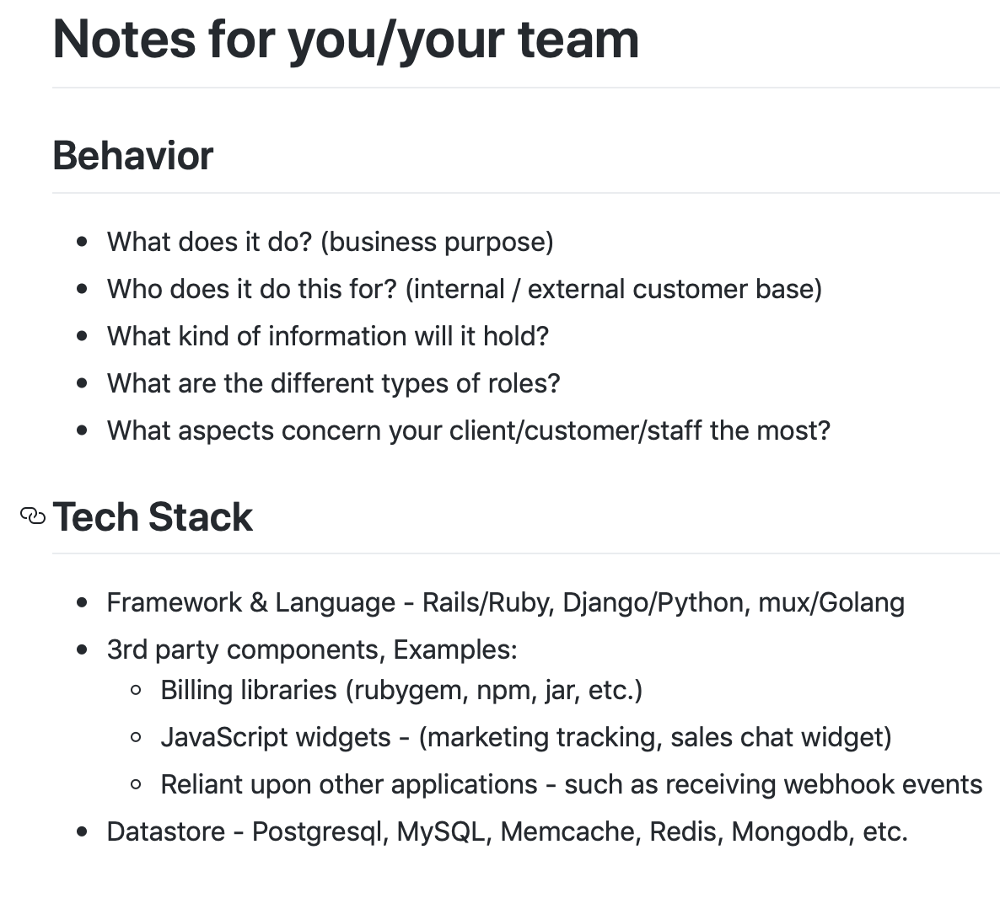 Notes for you/your team
Behavior
• What does it do? (business purpose)
• Who does it do this for? (internal / external customer base)
• What kind of information will it hold?
• What are the different types of roles?
• What aspects concern your client/customer/staff the most?
Tech Stack
• Framework & Language - Rails/Ruby, Django/Python, mux/Golang
• 3rd party components, Examples:
◦ Billing libraries (rubygem, npm, jar, etc.)
◦ JavaScript widgets - (marketing tracking, sales chat widget)
◦ Reliant upon other applications - such as receiving webhook events
• Datastore - Postgresql, MySQL, Memcache, Redis, Mongodb, etc.